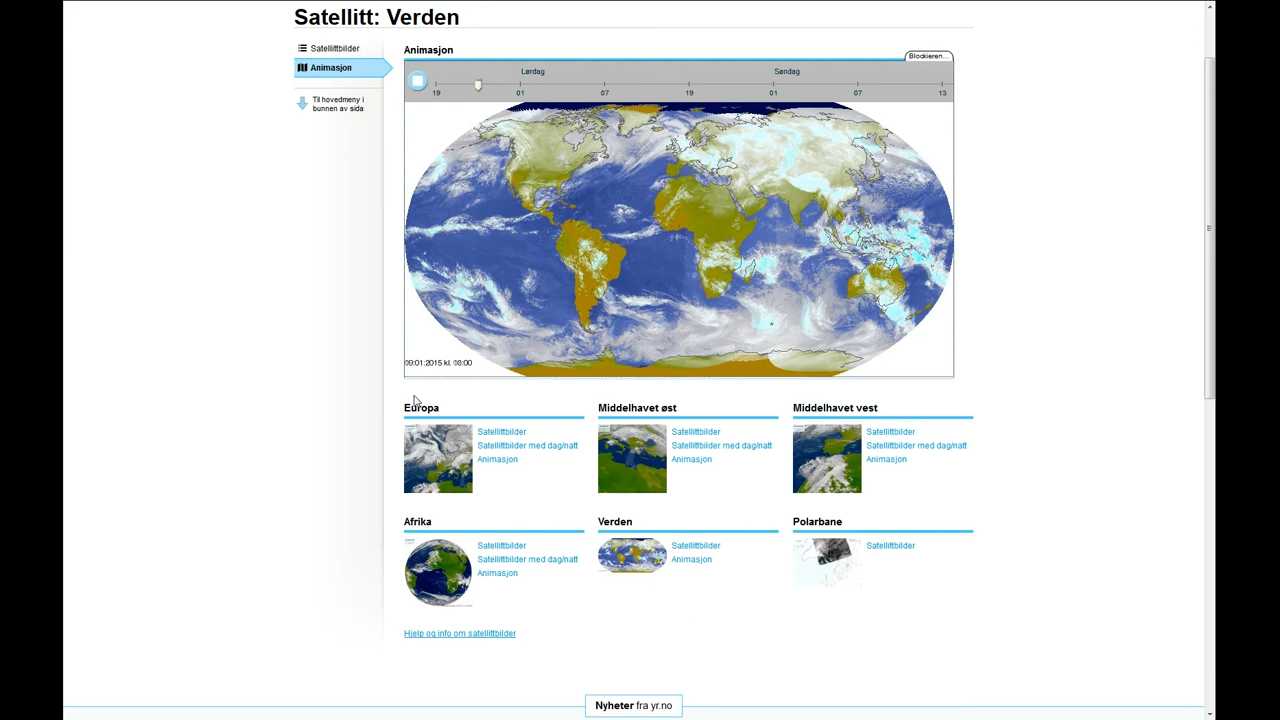 Satellitt: Verden
Satellittbilder
Animasjon
Til hovedmeny i
bunnen av sida
Animasjon
Blockieren...
Lørdag
Søndag
19
01
07
19
01
07
13
09:01:2015 kl.
Europa
Satellittbilder
Satellittbilder med dag/natt
Animasjon
Middelhavet øst
Satellittbilder
Satellittbilder med dag/natt
Animasjon
Middelhavet vest
Satellittbilder
Satellittbilder med dag/natt
Animasjon
Afrika
Satellittbilder
Satellittbilder med dag/natt
Animasjon
Verden
Satellittbilder
Animasjon
Polarbane
Satellittbilder
Hjelp og info om satellittbilder
Nyheter fra yr.no